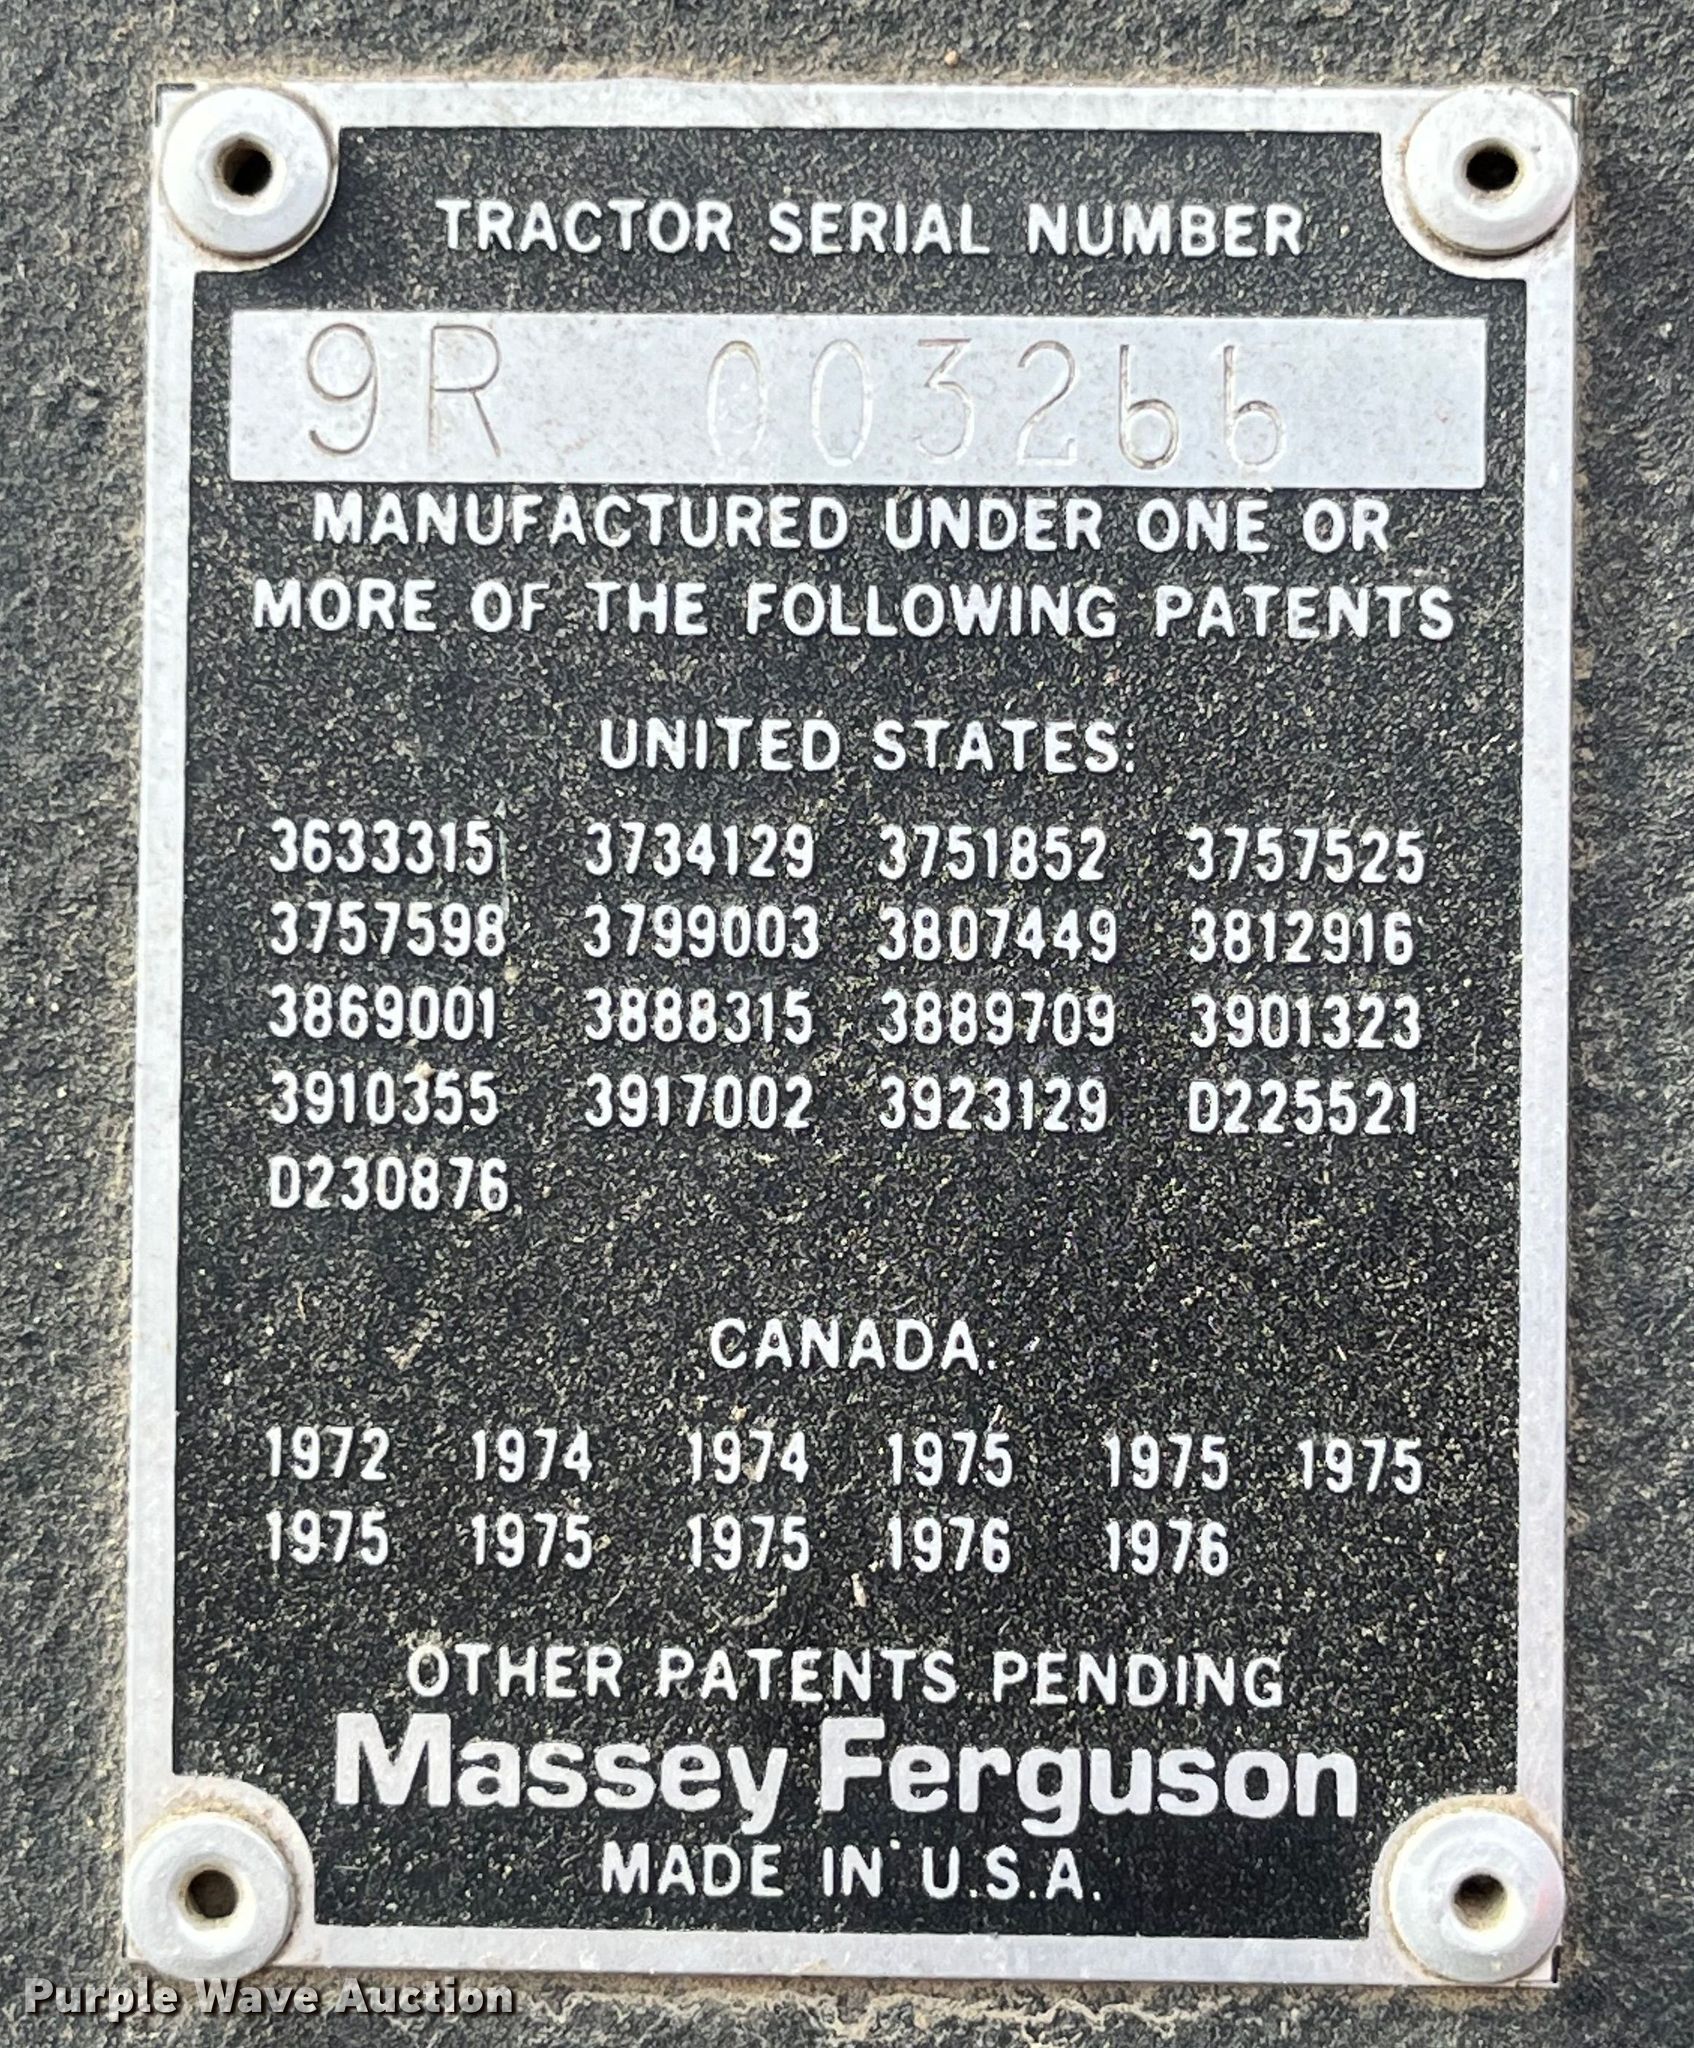 TRACTOR SERIAL NUMBER
9R 003266
MANUFACTURED UNDER ONE OR
MORE OF THE FOLLOWING PATENTS
UNITED STATES:
3633315 3734129 3751852 3757525
3757598 3799003 3807449 3812916
3869001 3888315 3889709 3901323
3910355 3917002 3923129 D225521
D230876
CANADA:
1972 1974 1974 1975 1975 1975
1975 1975 1975 1976 1976
OTHER PATENTS PENDING
Massey Ferguson
MADE IN U.S.A.
Purple Wave Auction